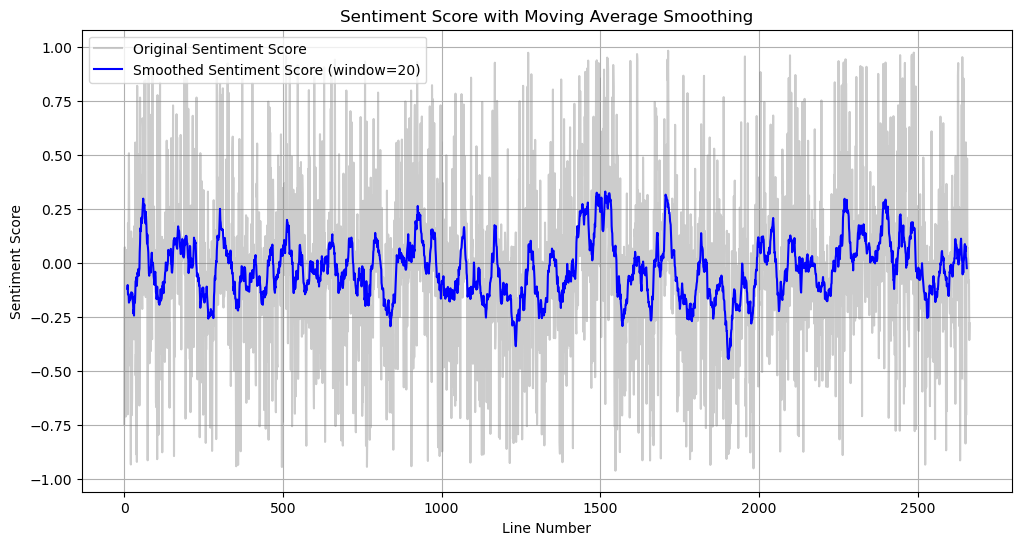 Sentiment Score with Moving Average Smoothing
Original Sentiment Score
Smoothed Sentiment Score (window=20)
Sentiment Score
1.00
0.75
0.50
0.25
0.00
−0.25
−0.50
−0.75
−1.00
0 500 1000 1500 2000 2500
Line Number